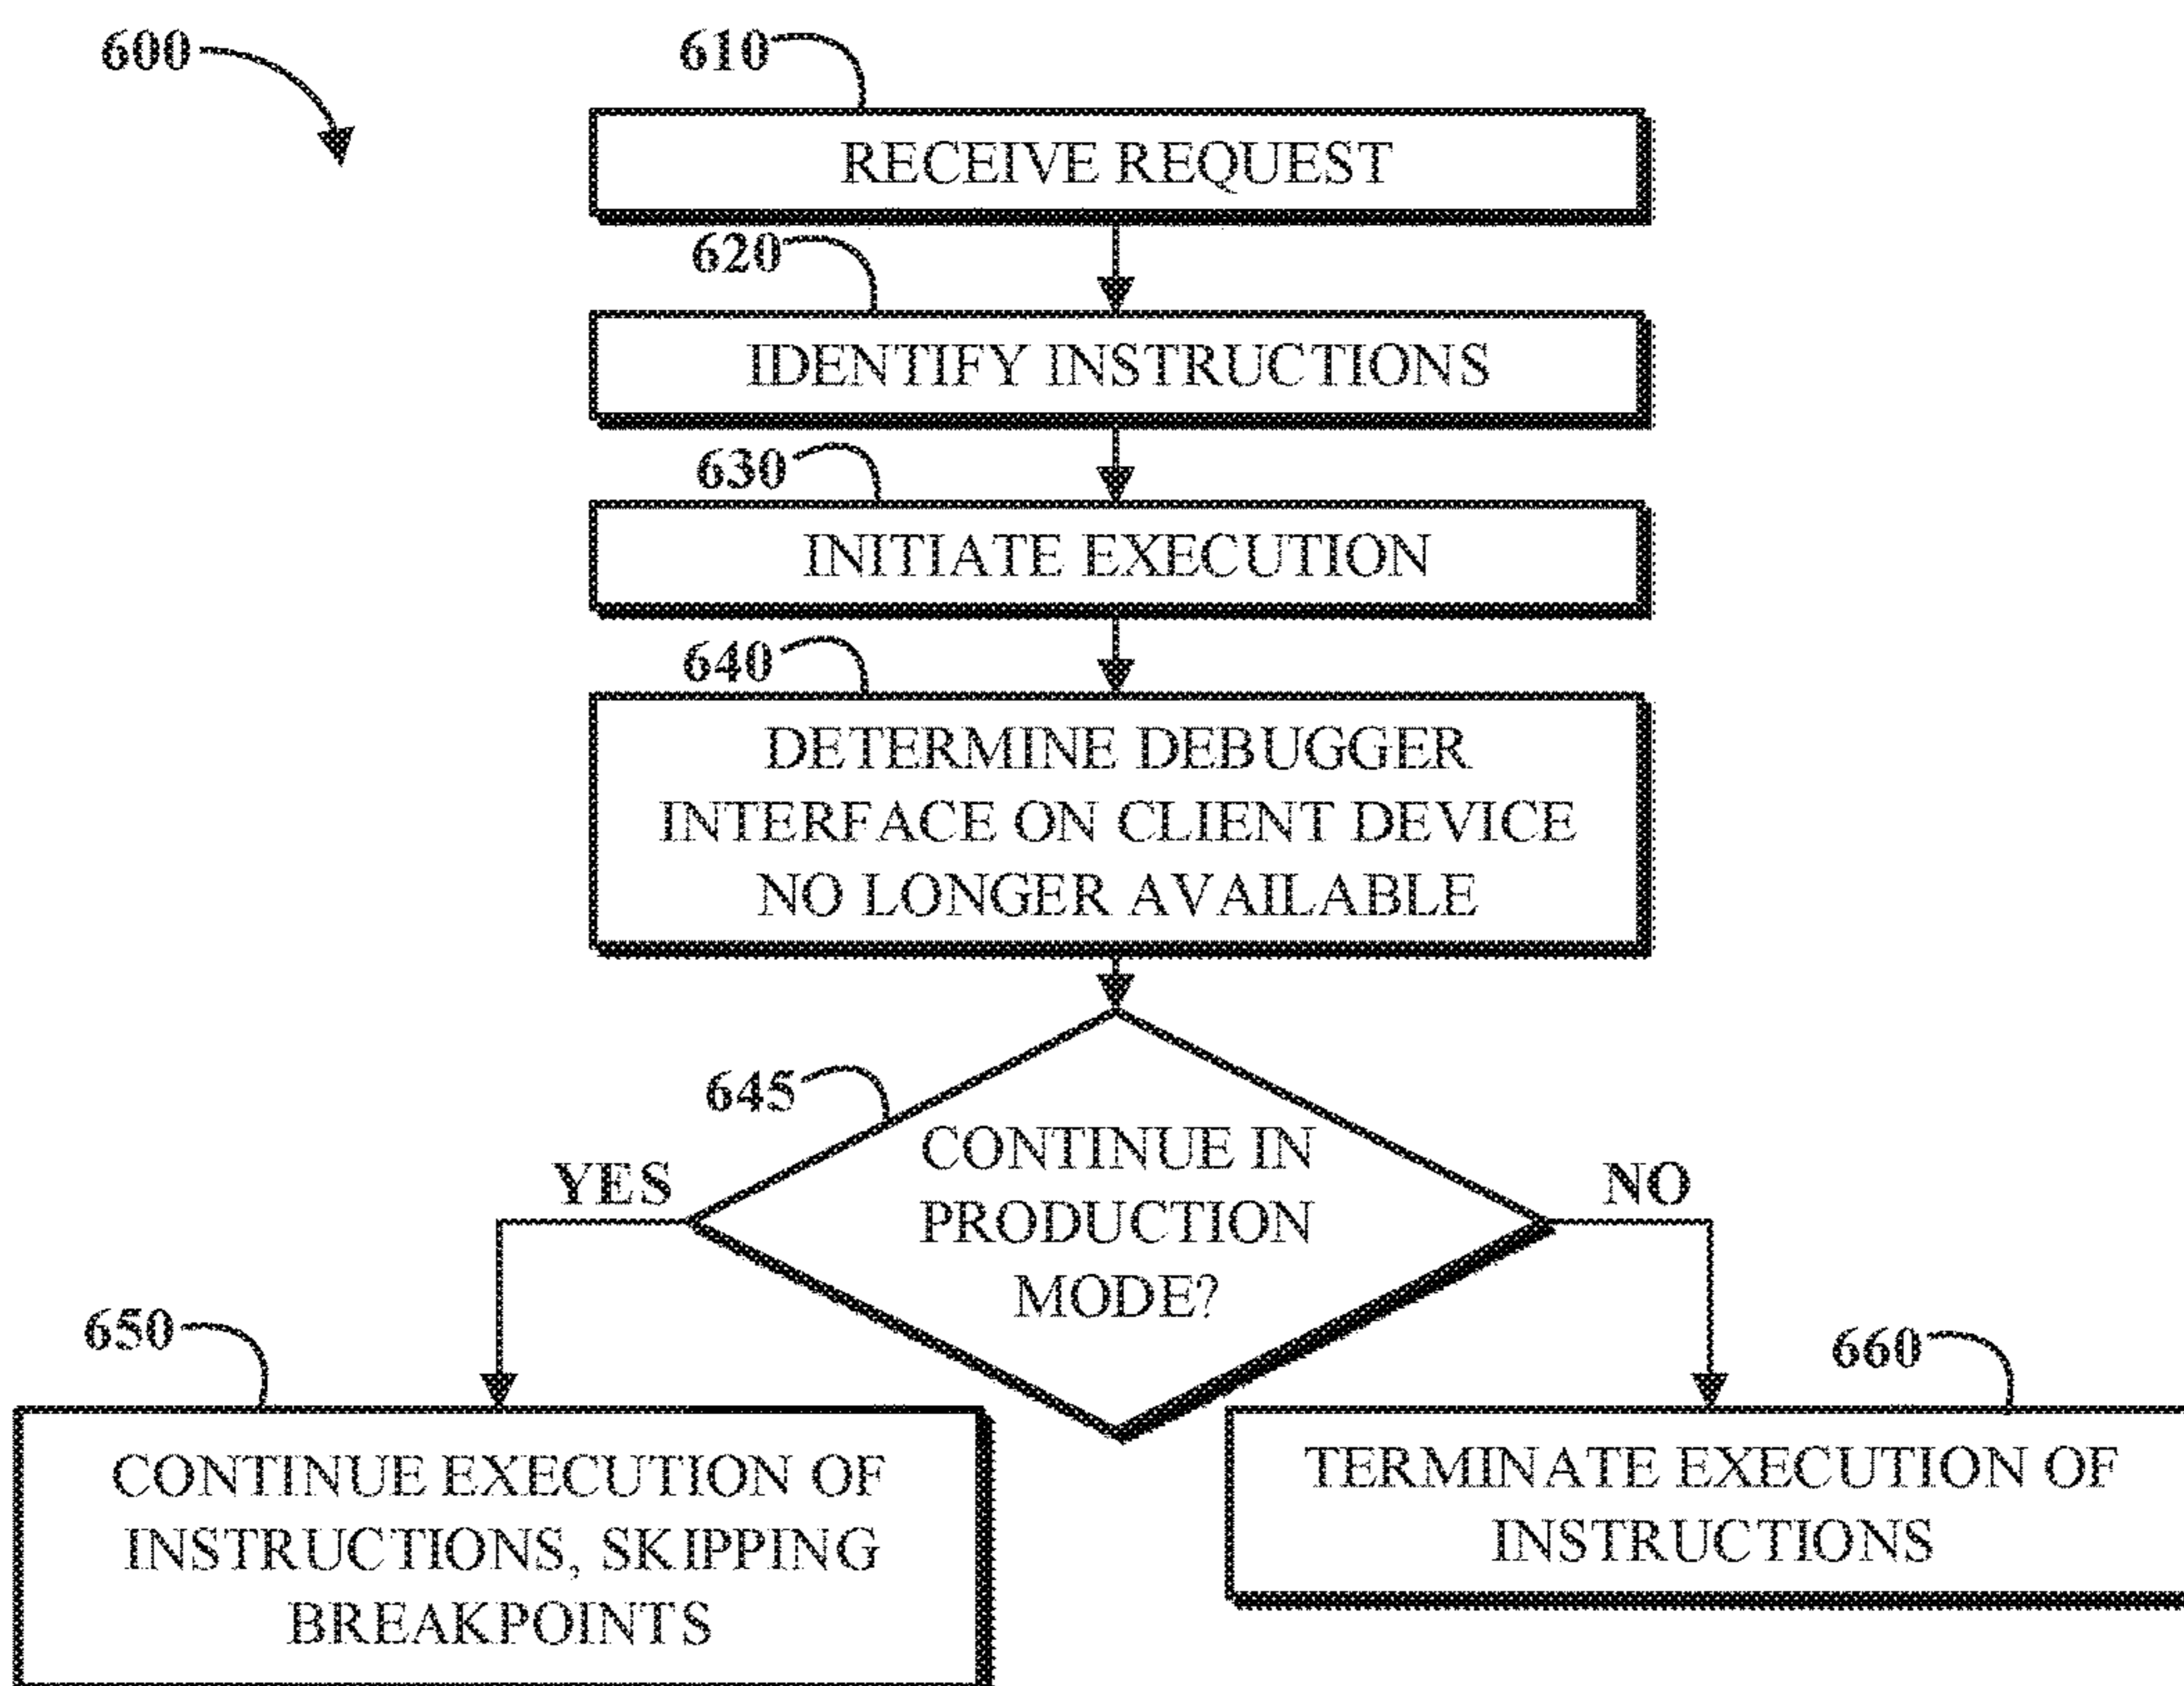 600
610
RECEIVE REQUEST
620
IDENTIFY INSTRUCTIONS
630
INITIATE EXECUTION
640
DETERMINE DEBUGGER
INTERFACE ON CLIENT DEVICE
NO LONGER AVAILABLE
645
CONTINUE IN
PRODUCTION
MODE?
YES
NO
650
CONTINUE EXECUTION OF
INSTRUCTIONS, SKIPPING
BREAKPOINTS
660
TERMINATE EXECUTION OF
INSTRUCTIONS